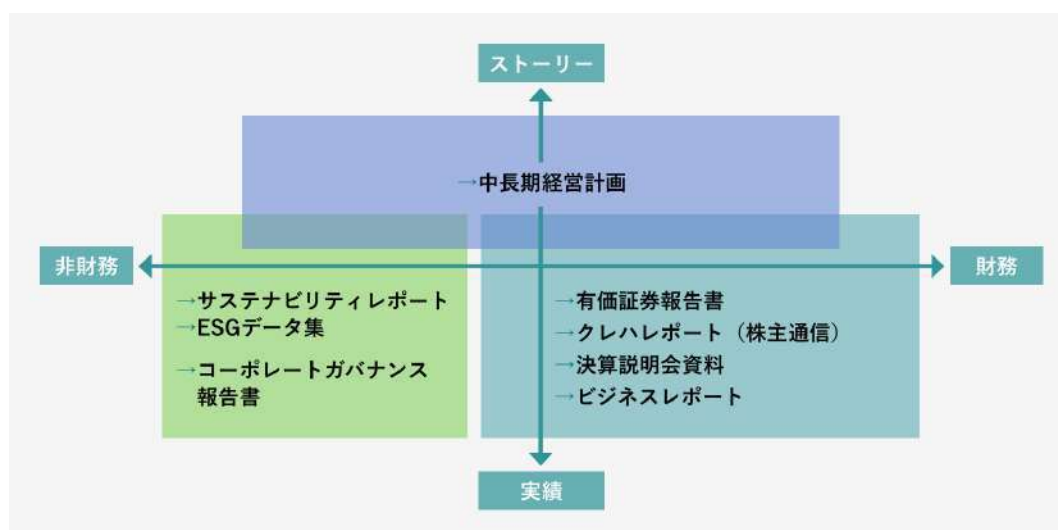 ストーリー
→中長期経営計画
非財務
財務
→サステナビリティレポート
→ESGデータ集
→コーポレートガバナンス
報告書
→有価証券報告書
→クレハレポート（株主通信）
→決算説明会資料
→ビジネスレポート
実績